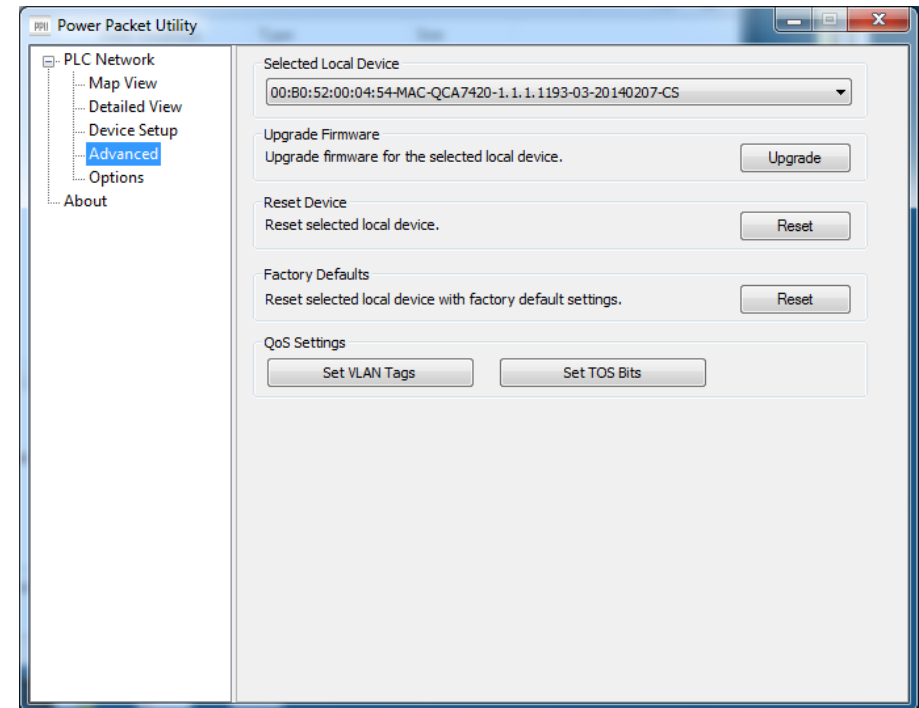 PPU Power Packet Utility
PLC Network
Map View
Detailed View
Device Setup
Advanced
Options
About
Selected Local Device
00:B0:52:00:04:54-MAC-QCA7420-1.1.1.1193-03-20140207-CS
Upgrade Firmware
Upgrade firmware for the selected local device.
Upgrade
Reset Device
Reset selected local device.
Reset
Factory Defaults
Reset selected local device with factory default settings.
Reset
QoS Settings
Set VLAN Tags
Set TOS Bits